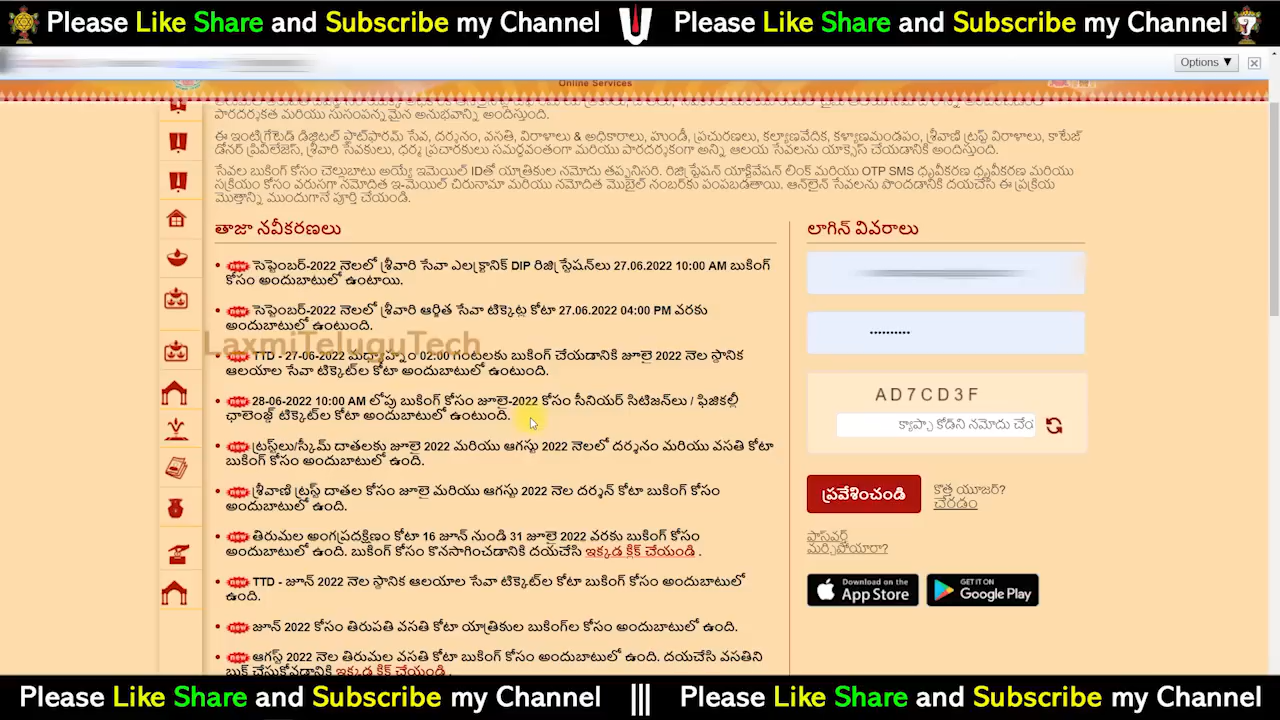 Please Like Share and Subscribe my Channel Please Like Share and Subscribe my Channel
Options ▼
Online Services
పారదర్శకత మరియు సుసంపన్నమైన అనుభవాన్ని అందిస్తుంది.
ఈ ఇంటిగ్రేటెడ్ డిజిటల్ ప్లాట్‌ఫారమ్ సేవ, దర్శనం, వసతి, విరాళాలు & అధికారాలు, హుండీ, ప్రచురణలు, కల్యాణవేదిక, కళ్యాణమండపం, శ్రీవాణి ట్రస్ట్ విరాళాలు, కాటేజ్
డోనర్ ప్రివిలేజెస్, శ్రీవారి సేవకులు, ధర్మ ప్రచారకులు సమర్థవంతంగా మరియు పారదర్శకంగా అన్ని ఆలయ సేవలను యాక్సెస్ చేయడానికి అందిస్తుంది.
సేవల బుకింగ్ కోసం చెల్లుబాటు అయ్యే ఇమెయిల్ IDతో యాత్రికుల నమోదు తప్పనిసరి. రిజిస్ట్రేషన్ యాక్టివేషన్ లింక్ మరియు OTP SMS ధృవీకరణ ధృవీకరణ మరియు
సక్రియం కోసం వరుసగా నమోదిత ఇ-మెయిల్ చిరునామా మరియు నమోదిత మొబైల్ నంబర్‌కు పంపబడతాయి. ఆన్‌లైన్ సేవలను పొందడానికి దయచేసి ఈ ప్రక్రియ
మొత్తాన్ని ముందుగానే పూర్తి చేయండి.
తాజా నవీకరణలు
new సెప్టెంబర్-2022 నెలలో శ్రీవారి సేవా ఎలక్ట్రానిక్ DIP రిజిస్ట్రేషన్‌లు 27.06.2022 10:00 AM బుకింగ్
కోసం అందుబాటులో ఉంటాయి.
new సెప్టెంబర్-2022 నెలలో శ్రీవారి ఆర్జిత సేవా టిక్కెట్ల కోటా 27.06.2022 04:00 PM వరకు
అందుబాటులో ఉంటుంది.
LaxmiTeluguTech
new TTD - 27-06-2022 మధ్యాహ్నం 02:00 గంటలకు బుకింగ్ చేయడానికి జూలై 2022 నెల స్థానిక
ఆలయాల సేవా టిక్కెట్‌ల కోటా అందుబాటులో ఉంటుంది.
new 28-06-2022 10:00 AM లోపు బుకింగ్ కోసం జూలై-2022 కోసం సీనియర్ సిటిజన్‌లు / ఫిజికల్లీ
ఛాలెంజ్డ్ టిక్కెట్‌ల కోటా అందుబాటులో ఉంటుంది.
new ట్రస్ట్‌లు/స్కీమ్ దాతలకు జూలై 2022 మరియు ఆగస్టు 2022 నెలలో దర్శనం మరియు వసతి కోటా
బుకింగ్ కోసం అందుబాటులో ఉంది.
new శ్రీవాణి ట్రస్ట్ దాతల కోసం జూలై మరియు ఆగస్టు 2022 నెల దర్శన్ కోటా బుకింగ్ కోసం
అందుబాటులో ఉంది.
new తిరుమల అంగప్రదక్షిణం కోటా 16 జూన్ నుండి 31 జూలై 2022 వరకు బుకింగ్ కోసం
అందుబాటులో ఉంది. బుకింగ్ కోసం కొనసాగించడానికి దయచేసి ఇక్కడ క్లిక్ చేయండి .
new TTD - జూన్ 2022 నెల స్థానిక ఆలయాల సేవా టిక్కెట్‌ల కోటా బుకింగ్ కోసం అందుబాటులో
ఉంది.
new జూన్ 2022 కోసం తిరుపతి వసతి కోటా యాత్రికుల బుకింగ్‌ల కోసం అందుబాటులో ఉంది.
new ఆగస్ట్ 2022 నెల తిరుమల వసతి కోటా బుకింగ్ కోసం అందుబాటులో ఉంది. దయచేసి వసతిని
బుక్ చేసుకోవడానికి ఇక్కడ క్లిక్ చేయండి .
లాగిన్ వివరాలు
••••••••••
AD7CD3F
క్యాప్చా కోడ్‌ని నమోదు చేయ
ప్రవేశించండి
కొత్త యూజర్?
చేరడం
పాస్‌వర్డ్
మర్చిపోయారా?
Download on the
App Store
GET IT ON
Google Play
Please Like Share and Subscribe my Channel ||| Please Like Share and Subscribe my Channel